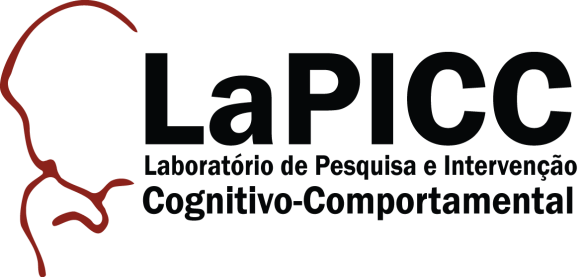 LaPICC
Laboratório de Pesquisa e Intervenção
Cognitivo-Comportamental